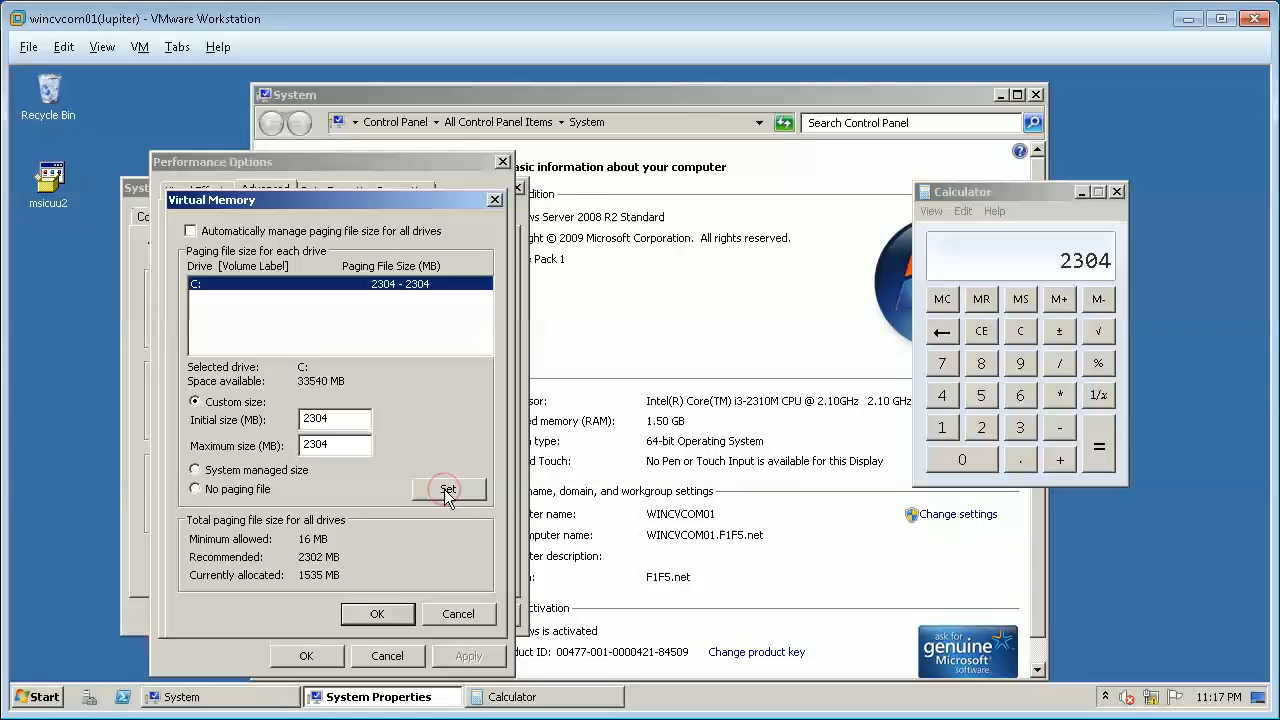 wincvcom01(Jupiter) - VMware Workstation
File Edit View VM Tabs Help
Recycle Bin
msicuu2
System
Control Panel All Control Panel Items System
Search Control Panel
asic information about your computer
dition
ws Server 2008 R2 Standard
ght © 2009 Microsoft Corporation. All rights reserved.
e Pack 1
sor: Intel(R) Core(TM) i3-2310M CPU @ 2.10GHz 2.10 GHz
ed memory (RAM): 1.50 GB
n type: 64-bit Operating System
nd Touch: No Pen or Touch Input is available for this Display
name, domain, and workgroup settings
ter name: WINCVCOM01
Change settings
mputer name: WINCVCOM01.F1F5.net
ter description:
n: F1F5.net
ctivation
ws is activated
uct ID: 00477-001-0000421-84509 Change product key
ask for
genuine
Microsoft
software
Performance Options
Advanced
Virtual Memory
Automatically manage paging file size for all drives
Paging file size for each drive
Drive [Volume Label] Paging File Size (MB)
C: 2304 - 2304
Selected drive: C:
Space available: 33540 MB
Custom size:
Initial size (MB): 2304
Maximum size (MB): 2304
System managed size
No paging file
Set
Total paging file size for all drives
Minimum allowed: 16 MB
Recommended: 2302 MB
Currently allocated: 1535 MB
OK Cancel
OK Cancel Apply
Calculator
View Edit Help
2304
MC MR MS M+ M-
← CE C ± √
7 8 9 / %
4 5 6 * 1/x
1 2 3 - =
0 . +
Start System System Properties Calculator 11:17 PM